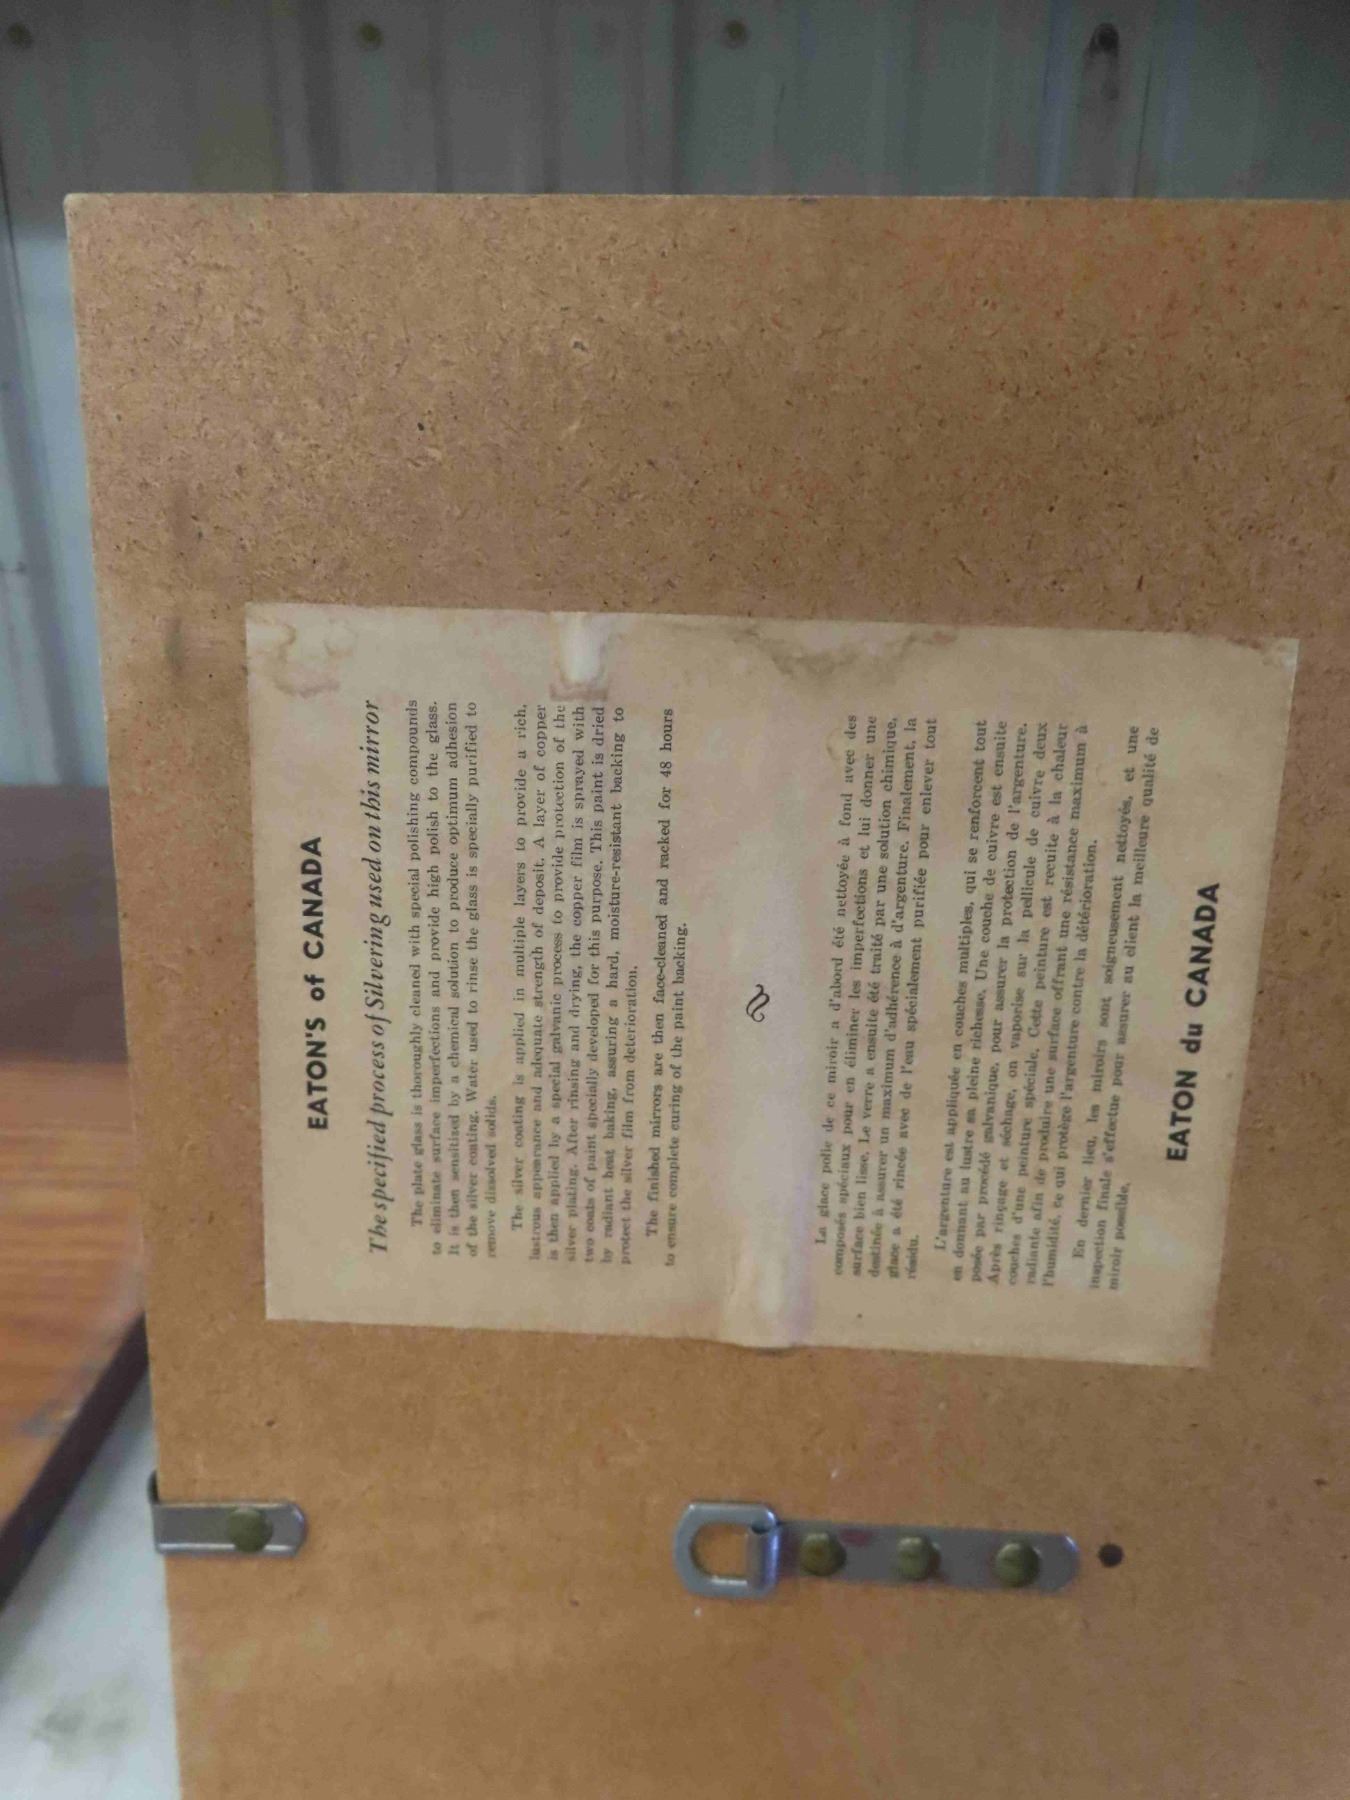 EATON'S of CANADA
The specified process of Silvering used on this mirror
The plate glass is thoroughly cleaned with special polishing compounds
to eliminate surface imperfections and provide high polish to the glass.
It is then sensitized by a chemical solution to produce optimum adhesion
of the silver coating. Water used to rinse the glass is specially purified to
remove dissolved solids.
The silver coating is applied in multiple layers to provide a rich,
lustrous appearance and adequate strength of deposit. A layer of copper
is then applied by a special galvanic process to provide protection of the
silver plating. After rinsing and drying, the copper film is sprayed with
two coats of paint specially developed for this purpose. This paint is dried
by radiant heat baking, assuring a hard, moisture-resistant backing to
protect the silver film from deterioration.
The finished mirrors are then face-cleaned and racked for 48 hours
to ensure complete curing of the paint backing.
La glace polie de ce miroir a d'abord été nettoyée à fond avec des
composés spéciaux pour en éliminer les imperfections et lui donner une
surface bien lisse. Le verre a ensuite été traité par une solution chimique,
destinée à assurer un maximum d'adhérence à d'argenture. Finalement, la
glace a été rincée avec de l'eau spécialement purifiée pour enlever tout
résidu.
L'argenture est appliquée en couches multiples, qui se renforcent tout
en donnant au lustre sa pleine richesse. Une couche de cuivre est ensuite
posée par procédé galvanique, pour assurer la protection de l'argenture.
Après rinçage et séchage, on vaporise sur la pellicule de cuivre deux
couches d'une peinture spéciale. Cette peinture est recuite à la chaleur
radiante afin de produire une surface offrant une résistance maximum à
l'humidité, ce qui protège l'argenture contre la détérioration.
En dernier lieu, les miroirs sont soigneusement nettoyés, et une
inspection finale s'effectue pour assurer au client la meilleure qualité de
miroir possible.
EATON du CANADA